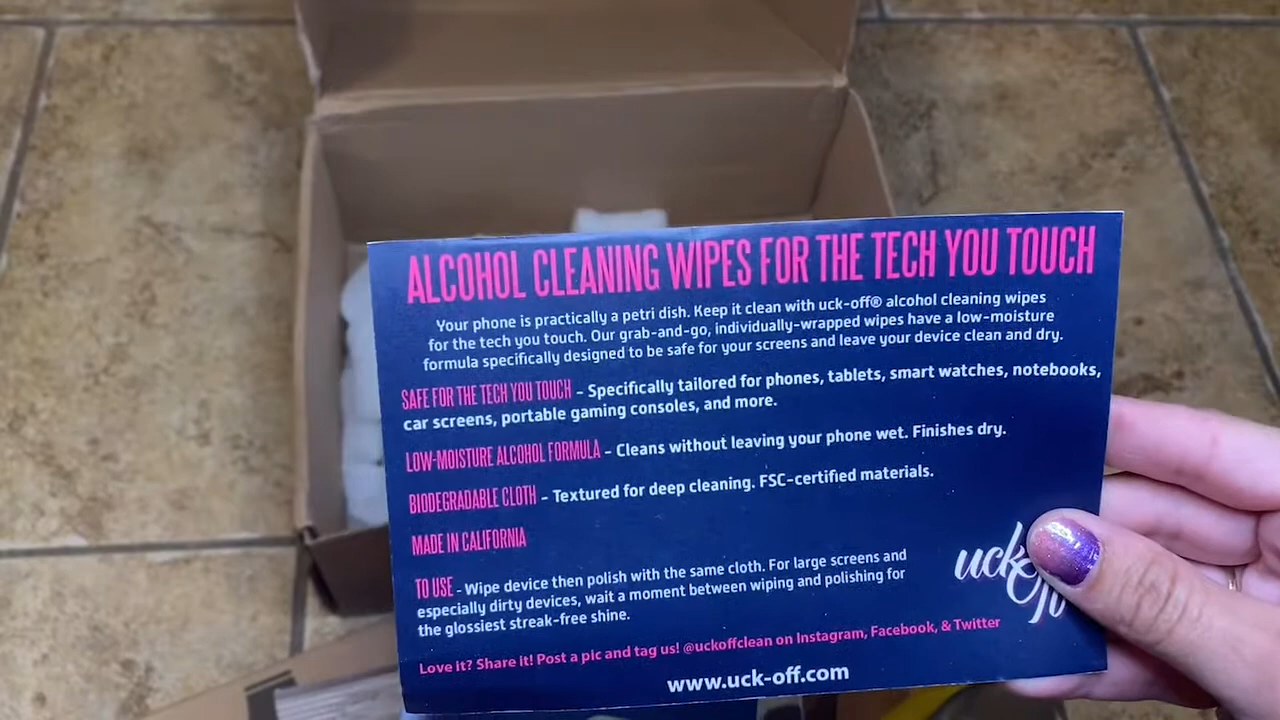 ALCOHOL CLEANING WIPES FOR THE TECH YOU TOUCH
Your phone is practically a petri dish. Keep it clean with uck-off® alcohol cleaning wipes
for the tech you touch. Our grab-and-go, individually-wrapped wipes have a low-moisture
formula specifically designed to be safe for your screens and leave your device clean and dry.
SAFE FOR THE TECH YOU TOUCH - Specifically tailored for phones, tablets, smart watches, notebooks,
car screens, portable gaming consoles, and more.
LOW-MOISTURE ALCOHOL FORMULA - Cleans without leaving your phone wet. Finishes dry.
BIODEGRADABLE CLOTH - Textured for deep cleaning. FSC-certified materials.
MADE IN CALIFORNIA
TO USE - Wipe device then polish with the same cloth. For large screens and
especially dirty devices, wait a moment between wiping and polishing for
the glossiest streak-free shine.
uck
Love it? Share it! Post a pic and tag us! @uckoffclean on Instagram, Facebook, & Twitter
www.uck-off.com